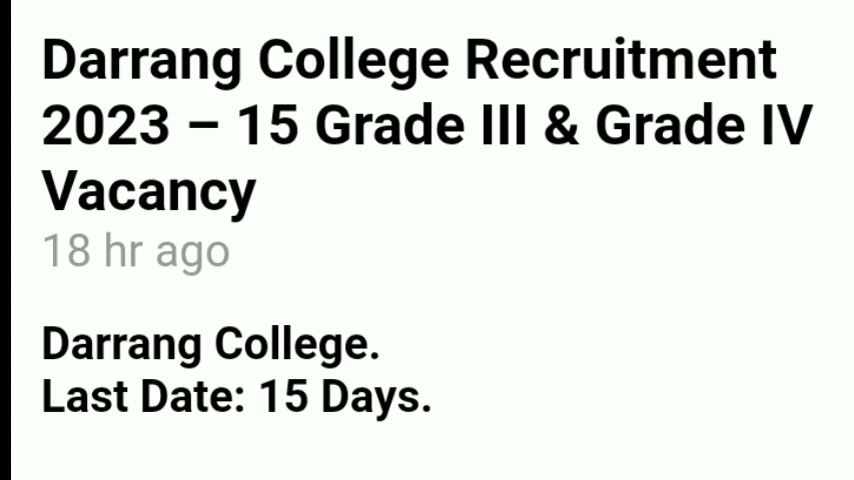 Darrang College Recruitment
2023 – 15 Grade III & Grade IV
Vacancy
18 hr ago
Darrang College.
Last Date: 15 Days.